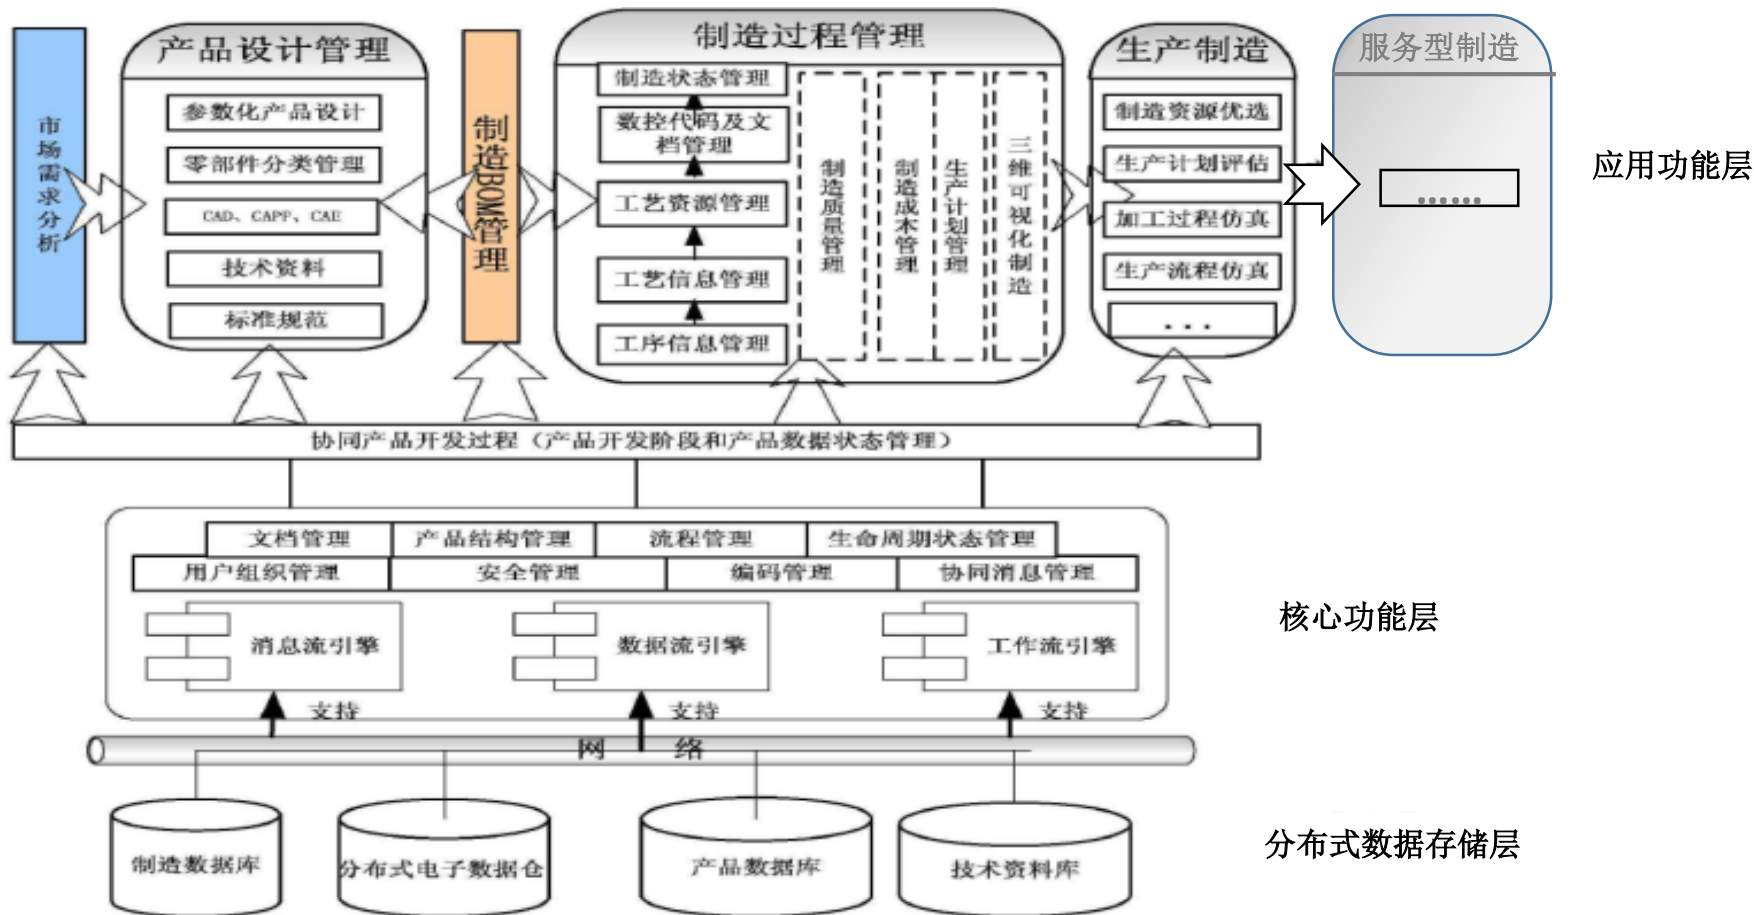 市场需求分析
产品设计管理
参数化产品设计
零部件分类管理
CAD、CAPP、CAE
技术资料
标准规范
制造BOM管理
制造过程管理
制造状态管理
数控代码及文
档管理
工艺资源管理
工艺信息管理
工序信息管理
制造质量管理
制造成本管理
生产计划管理
三维可视化制造
生产制造
制造资源优选
生产计划评估
加工过程仿真
生产流程仿真
...
服务型制造
......
应用功能层
协同产品开发过程（产品开发阶段和产品数据状态管理）
文档管理
产品结构管理
流程管理
生命周期状态管理
用户组织管理
安全管理
编码管理
协同消息管理
消息流引擎
数据流引擎
工作流引擎
核心功能层
支持
支持
支持
网 络
制造数据库
分布式电子数据仓
产品数据库
技术资料库
分布式数据存储层